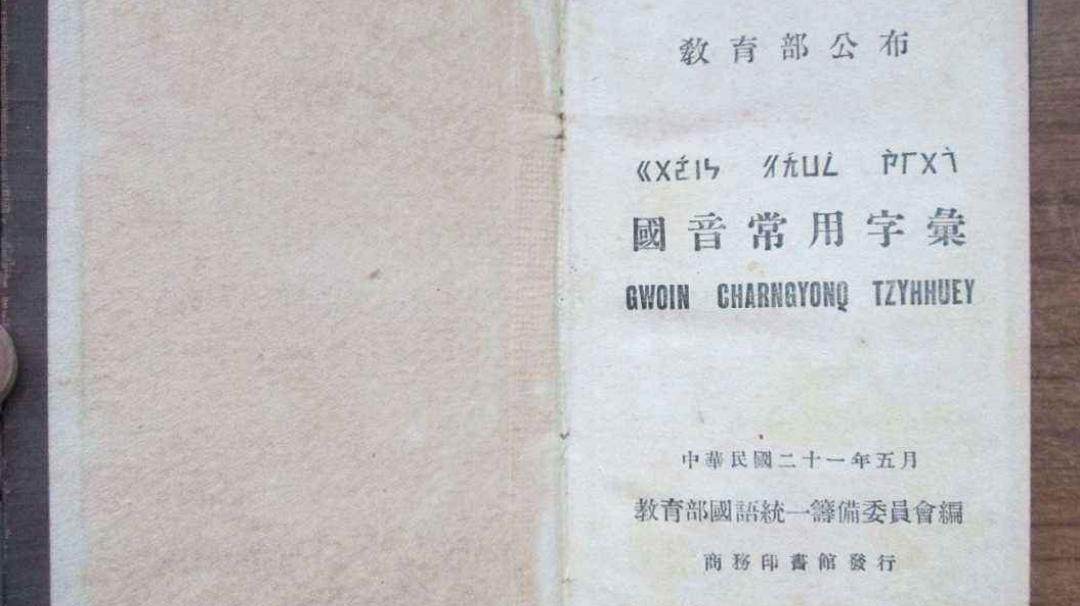 教育部公布
ㄍㄨㄛˊㄧㄣ ㄔㄤˊㄩㄥˋ ㄗˋㄏㄨㄟˋ
國音常用字彙
GWOIN CHARNGYONQ TZYHHUEY
中華民國二十一年五月
教育部國語統一籌備委員會編
商務印書館發行